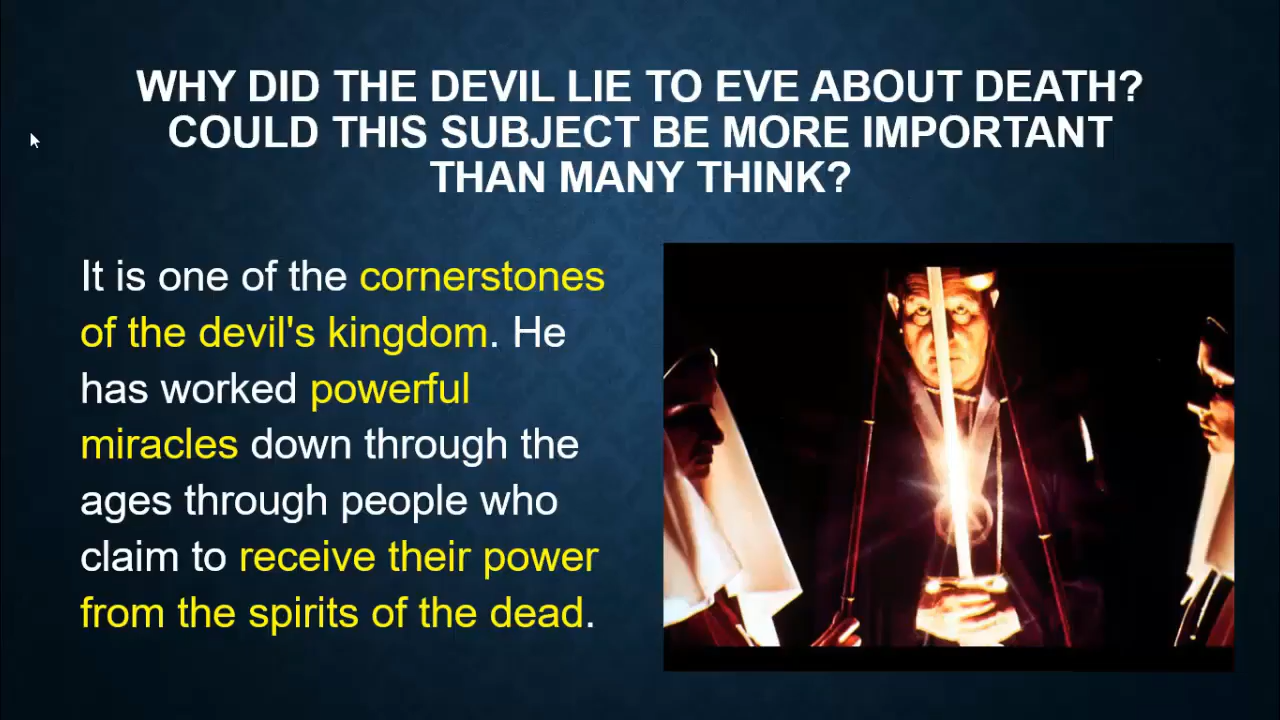 WHY DID THE DEVIL LIE TO EVE ABOUT DEATH?
COULD THIS SUBJECT BE MORE IMPORTANT
THAN MANY THINK?
It is one of the cornerstones
of the devil's kingdom. He
has worked powerful
miracles down through the
ages through people who
claim to receive their power
from the spirits of the dead.